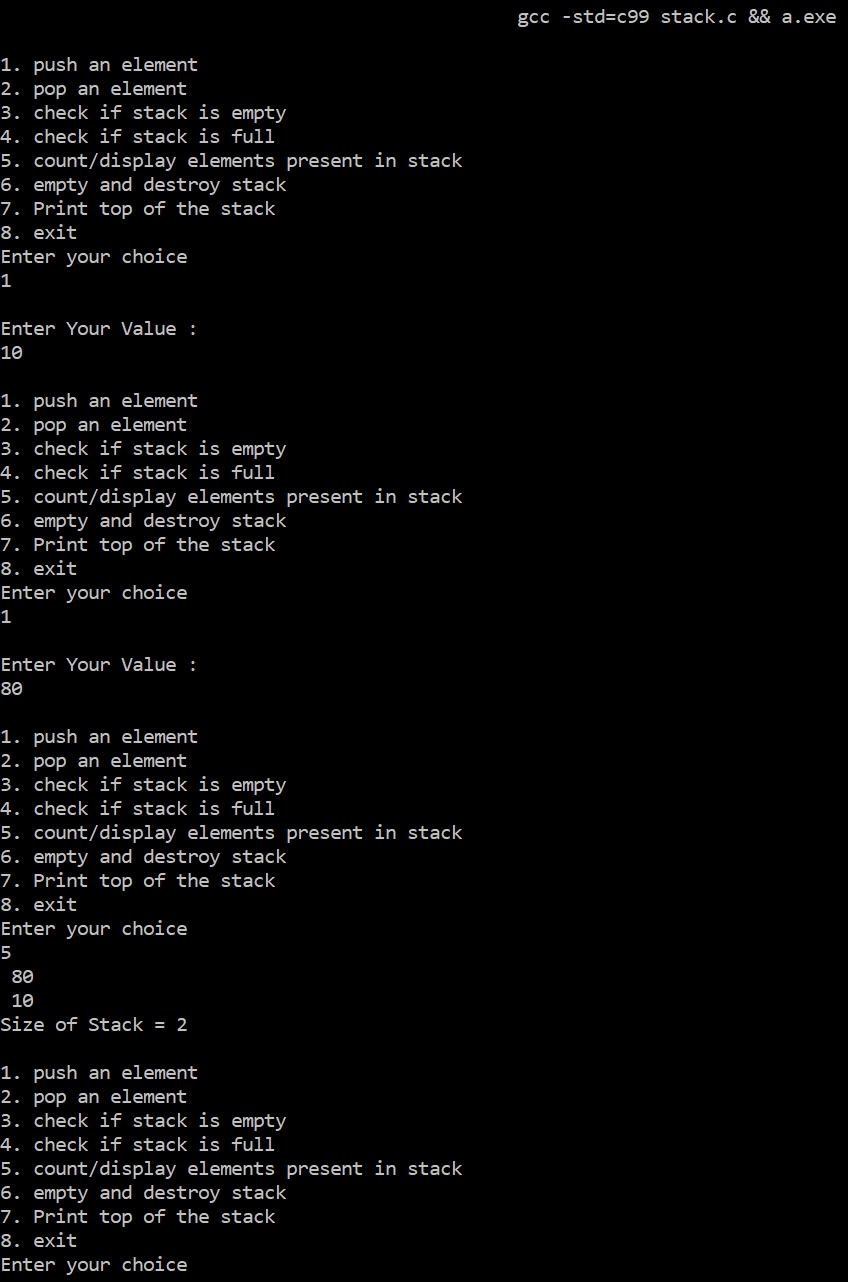 gcc -std=c99 stack.c && a.exe
1. push an element
2. pop an element
3. check if stack is empty
4. check if stack is full
5. count/display elements present in stack
6. empty and destroy stack
7. Print top of the stack
8. exit
Enter your choice
1
Enter Your Value :
10
1. push an element
2. pop an element
3. check if stack is empty
4. check if stack is full
5. count/display elements present in stack
6. empty and destroy stack
7. Print top of the stack
8. exit
Enter your choice
1
Enter Your Value :
80
1. push an element
2. pop an element
3. check if stack is empty
4. check if stack is full
5. count/display elements present in stack
6. empty and destroy stack
7. Print top of the stack
8. exit
Enter your choice
5
80
10
Size of Stack = 2
1. push an element
2. pop an element
3. check if stack is empty
4. check if stack is full
5. count/display elements present in stack
6. empty and destroy stack
7. Print top of the stack
8. exit
Enter your choice